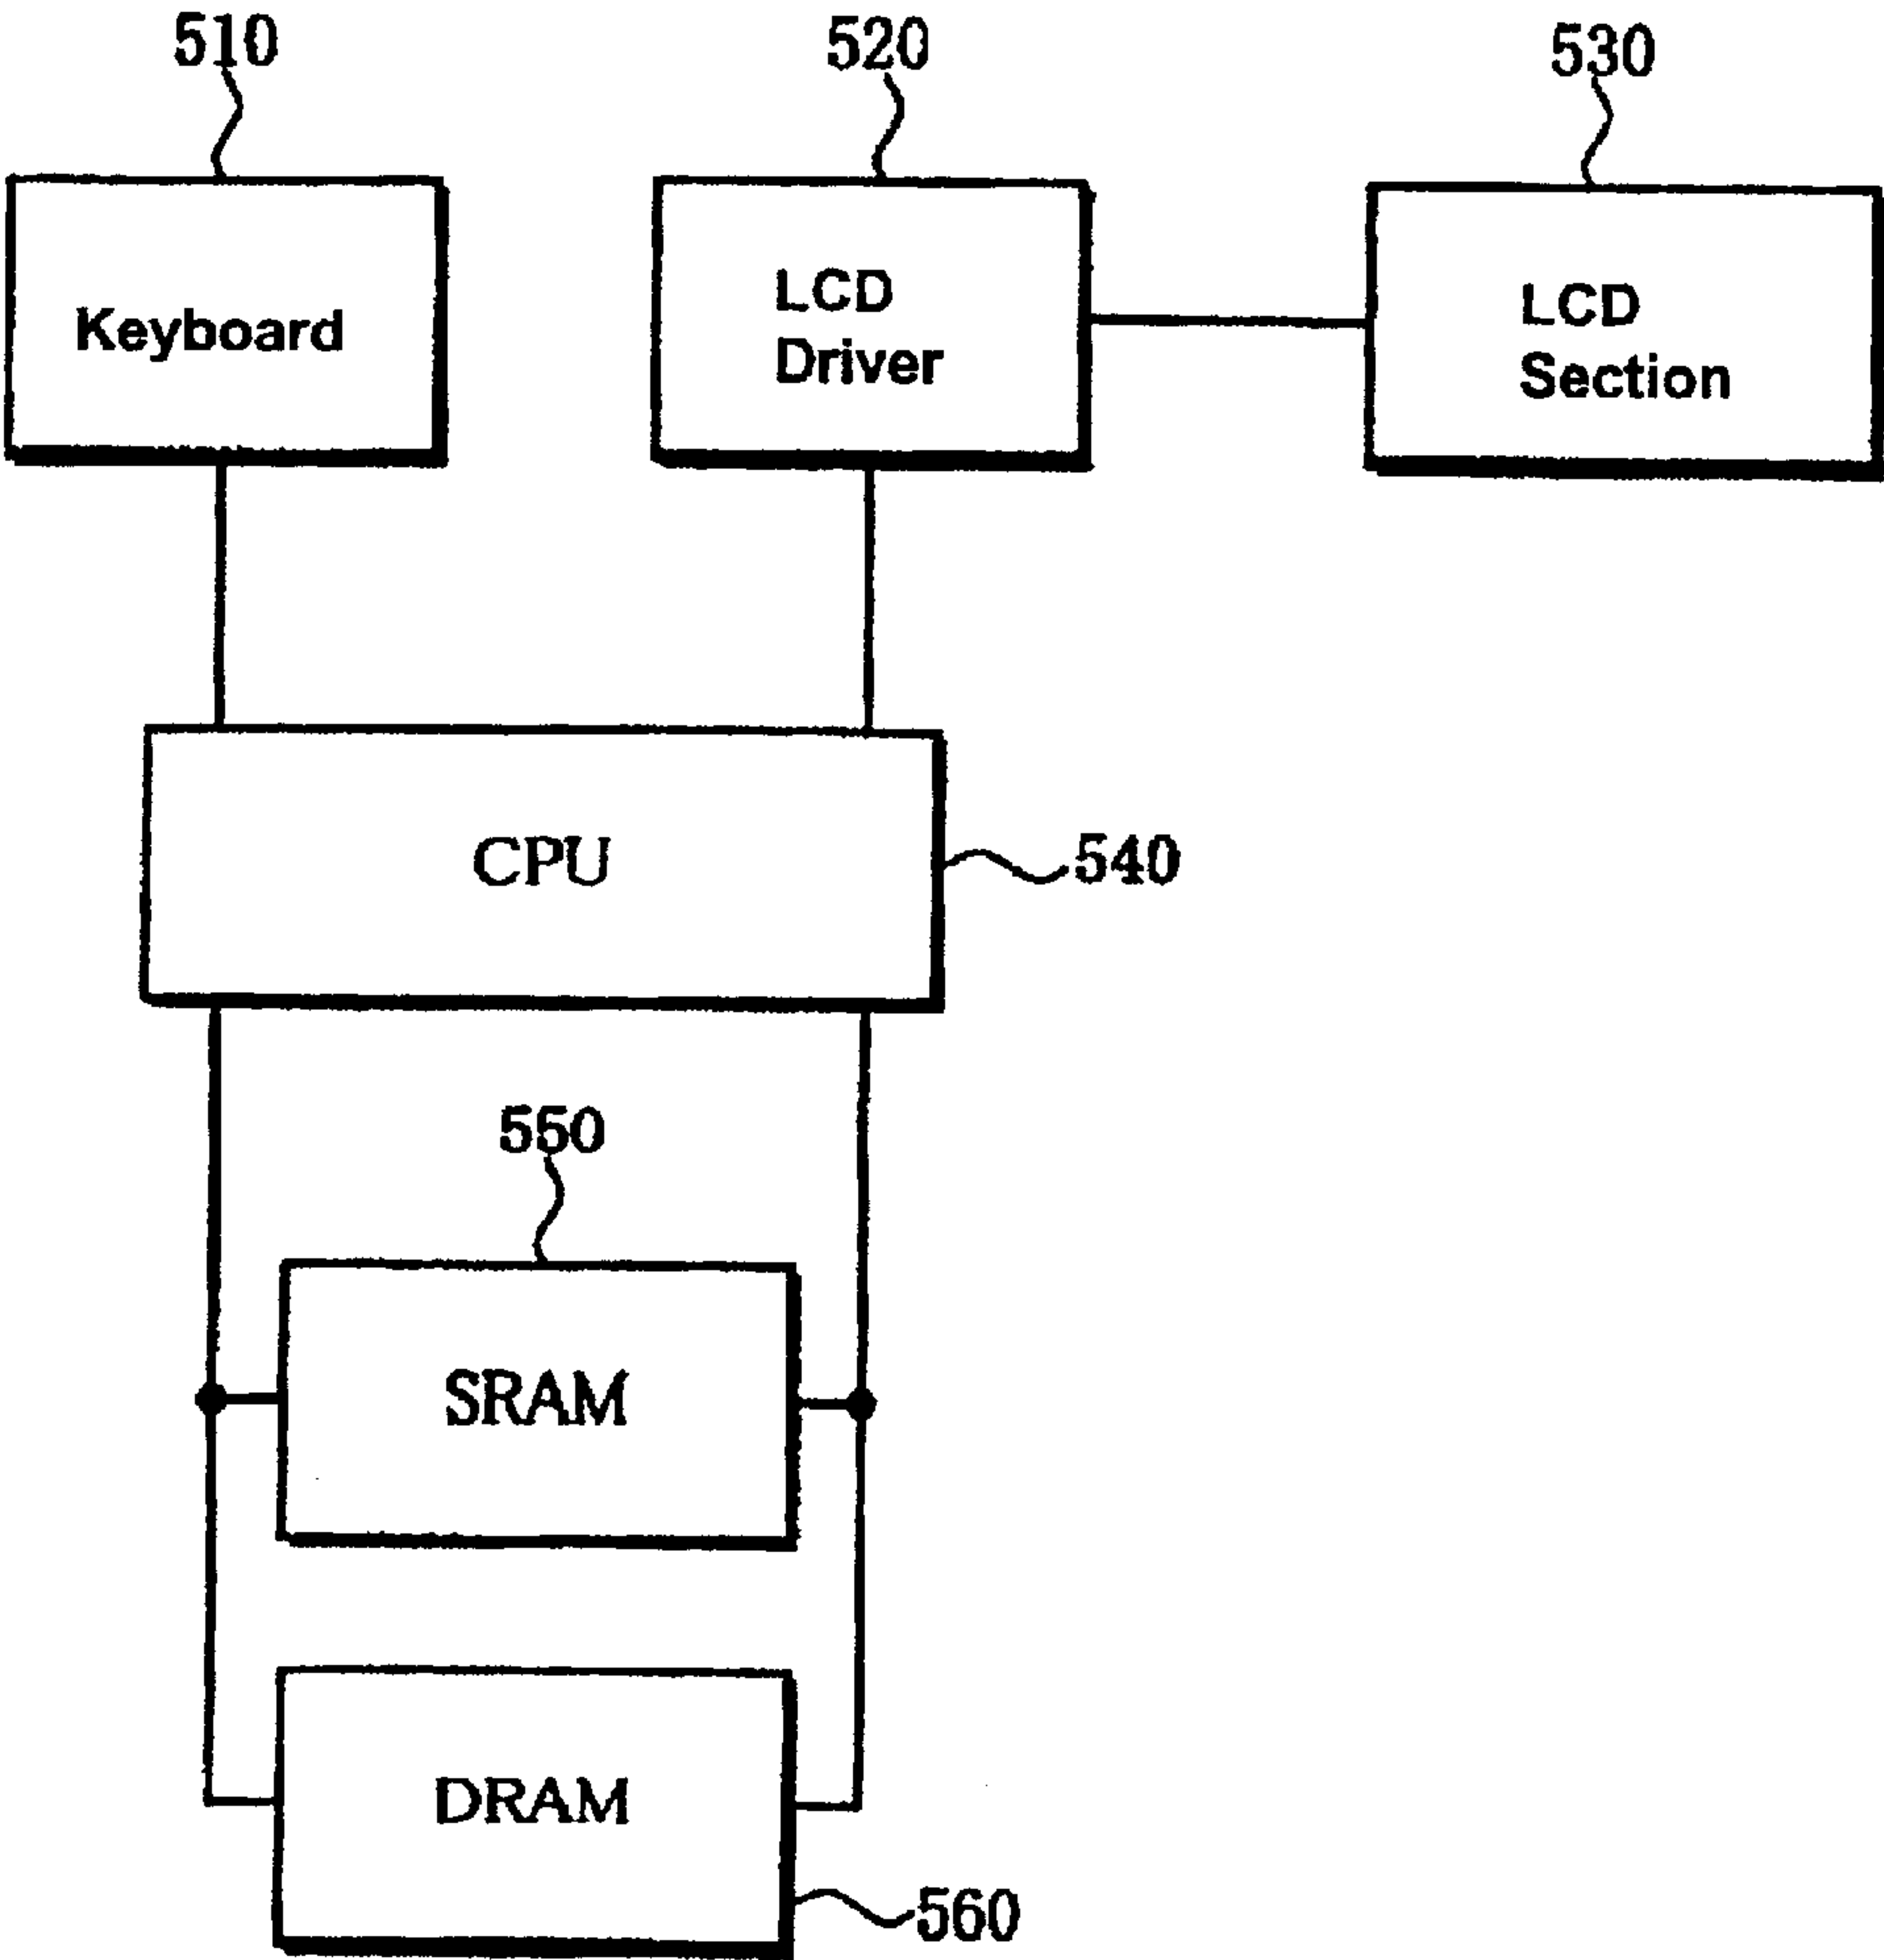 510
520
530
Keyboard
LCD
Driver
LCD
Section
CPU
540
550
SRAM
DRAM
560